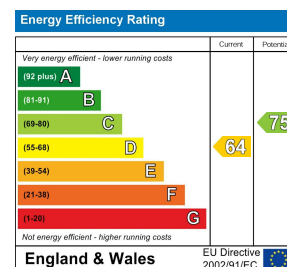 Energy Efficiency Rating
Current Potentia
Very energy efficient - lower running costs
(92 plus) A
(81-91) B
(69-80) C 75
(55-68) D 64
(39-54) E
(21-38) F
(1-20) G
Not energy efficient - higher running costs
England & Wales EU Directive
2002/91/EC